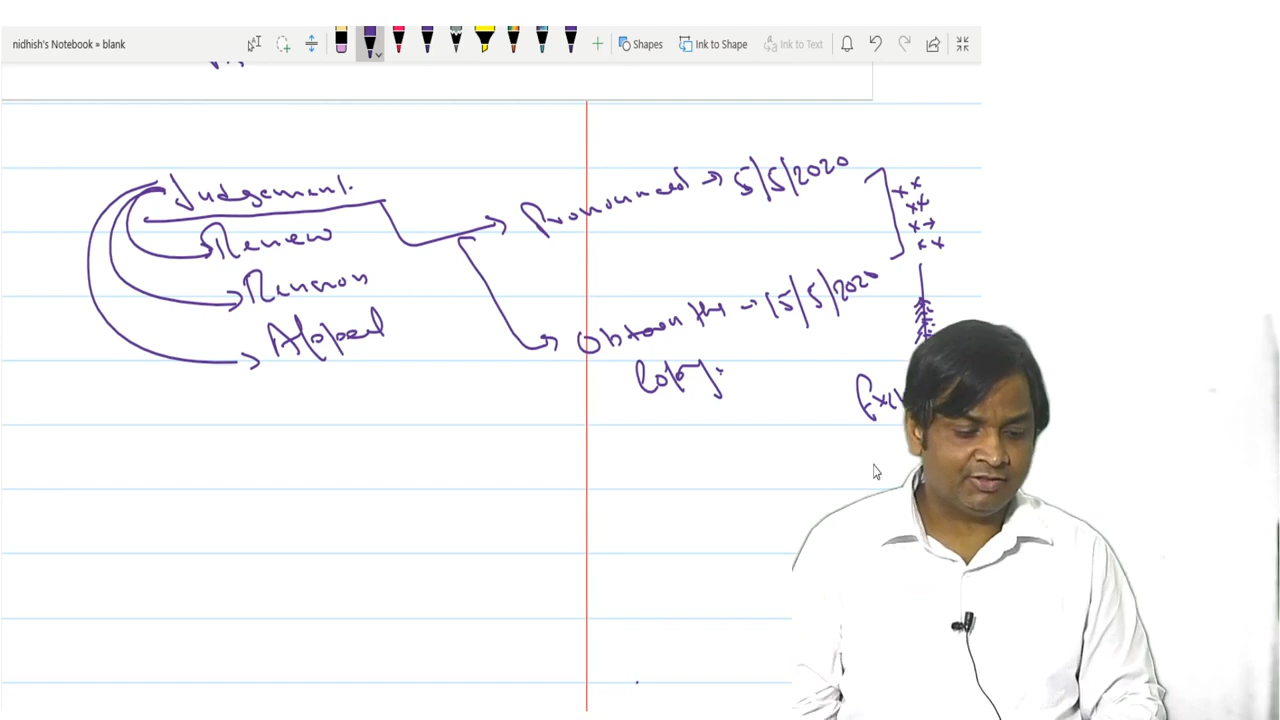 nidhish's Notebook » blank
Shapes
Ink to Shape
Ink to Text
Judgement.
Review
Revision
Appeal
Pronounced → 5/5/2020
Obtain the → 15/5/2020
Copy.